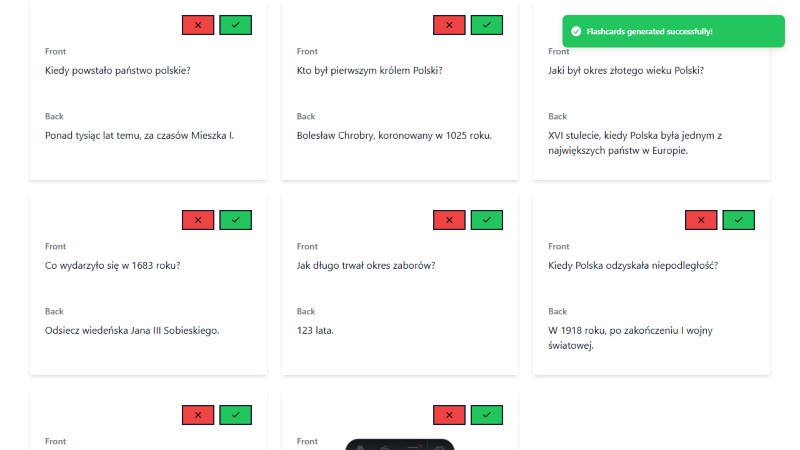 Flashcards generated successfully!
Front
Kiedy powstało państwo polskie?
Back
Ponad tysiąc lat temu, za czasów Mieszka I.
Front
Kto był pierwszym królem Polski?
Back
Bolesław Chrobry, koronowany w 1025 roku.
Front
Jaki był okres złotego wieku Polski?
Back
XVI stulecie, kiedy Polska była jednym z
największych państw w Europie.
Front
Co wydarzyło się w 1683 roku?
Back
Odsiecz wiedeńska Jana III Sobieskiego.
Front
Jak długo trwał okres zaborów?
Back
123 lata.
Front
Kiedy Polska odzyskała niepodległość?
Back
W 1918 roku, po zakończeniu I wojny
światowej.
Front
Front